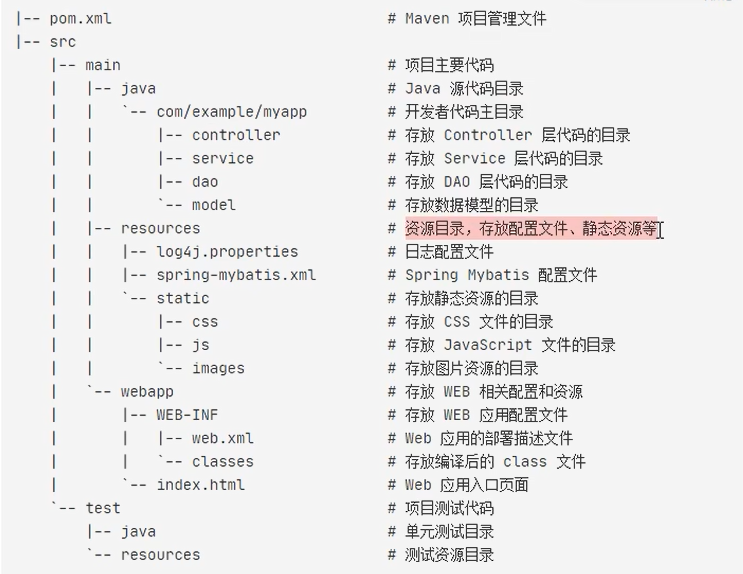 |-- pom.xml                                # Maven 项目管理文件
|-- src
    |-- main                               # 项目主要代码
    |   |-- java                           # Java 源代码目录
    |   |   `-- com/example/myapp          # 开发者代码主目录
    |   |       |-- controller             # 存放 Controller 层代码的目录
    |   |       |-- service                # 存放 Service 层代码的目录
    |   |       |-- dao                    # 存放 DAO 层代码的目录
    |   |       `-- model                  # 存放数据模型的目录
    |   |-- resources                      # 资源目录，存放配置文件、静态资源等
    |   |   |-- log4j.properties           # 日志配置文件
    |   |   |-- spring-mybatis.xml         # Spring Mybatis 配置文件
    |   |   `-- static                     # 存放静态资源的目录
    |   |       |-- css                    # 存放 CSS 文件的目录
    |   |       |-- js                     # 存放 JavaScript 文件的目录
    |   |       `-- images                 # 存放图片资源的目录
    |   `-- webapp                         # 存放 WEB 相关配置和资源
    |       |-- WEB-INF                    # 存放 WEB 应用配置文件
    |       |   |-- web.xml                # Web 应用的部署描述文件
    |       |   `-- classes                # 存放编译后的 class 文件
    |       `-- index.html                 # Web 应用入口页面
    `-- test                               # 项目测试代码
        |-- java                           # 单元测试目录
        `-- resources                      # 测试资源目录